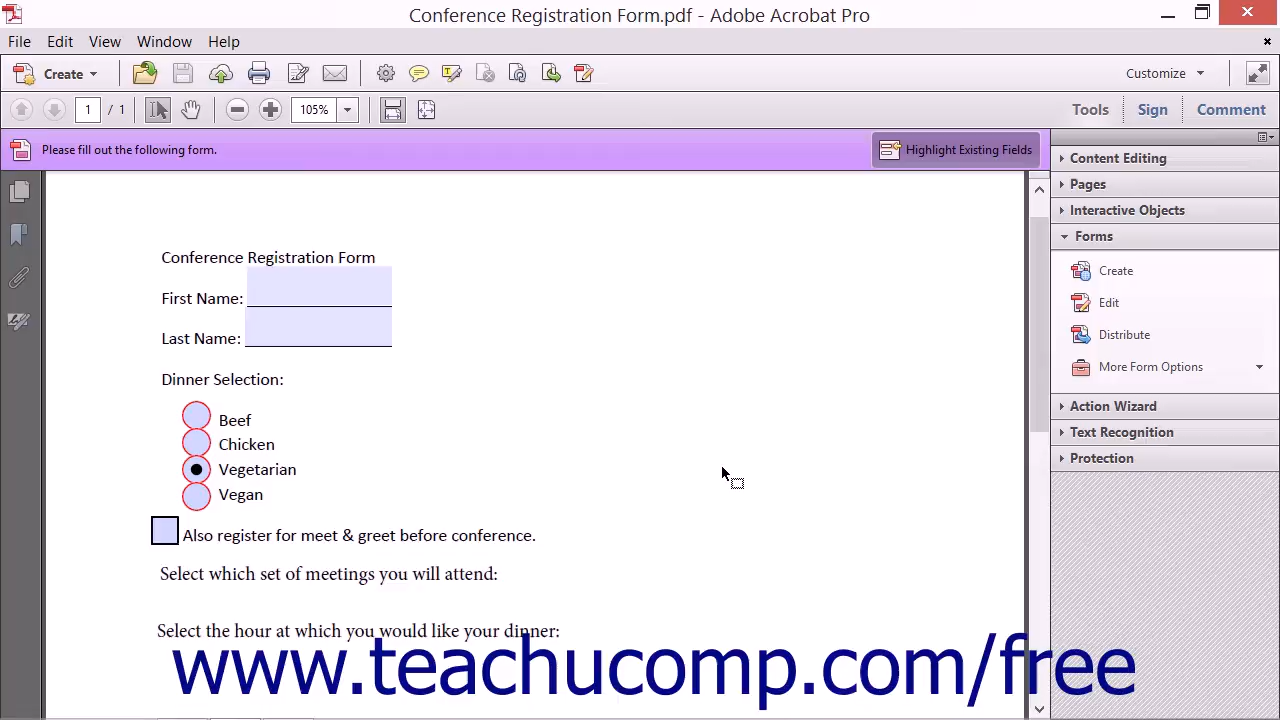 Conference Registration Form.pdf - Adobe Acrobat Pro
File Edit View Window Help
Create Customize
1 / 1 105% Tools Sign Comment
Please fill out the following form. Highlight Existing Fields
Content Editing
Pages
Interactive Objects
Forms
Create
Edit
Distribute
More Form Options
Action Wizard
Text Recognition
Protection
Conference Registration Form
First Name:
Last Name:
Dinner Selection:
Beef
Chicken
Vegetarian
Vegan
Also register for meet & greet before conference.
Select which set of meetings you will attend:
Select the hour at which you would like your dinner:
www.teachucomp.com/free